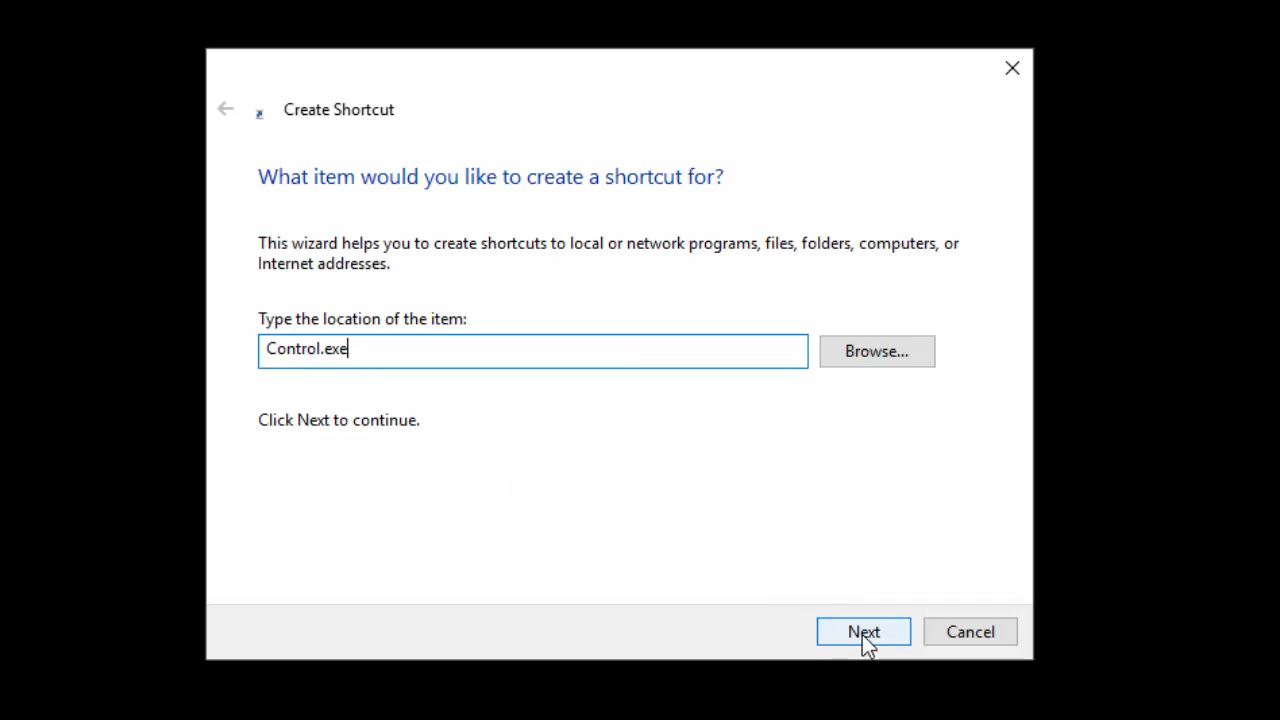 Create Shortcut
What item would you like to create a shortcut for?
This wizard helps you to create shortcuts to local or network programs, files, folders, computers, or
Internet addresses.
Type the location of the item:
Control.exe
Browse...
Click Next to continue.
Next
Cancel